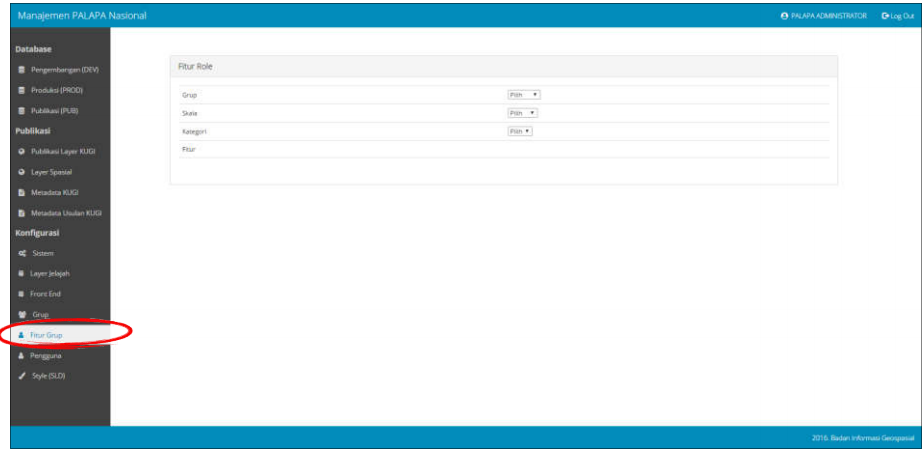 Manajemen PALAPA Nasional
PALAPA ADMINISTRATOR
Log Out
Database
Pengembangan (DEV)
Produksi (PROD)
Publikasi (PUB)
Publikasi
Publikasi Layer KUGI
Layer Spasial
Metadata KUGI
Metadata Usulan KUGI
Konfigurasi
Sistem
Layer Jelajah
Front End
Grup
Fitur Grup
Pengguna
Style (SLD)
Fitur Role
Grup
Pilih
Skala
Pilih
Kategori
Pilih
Fitur
2016. Badan Informasi Geospasial